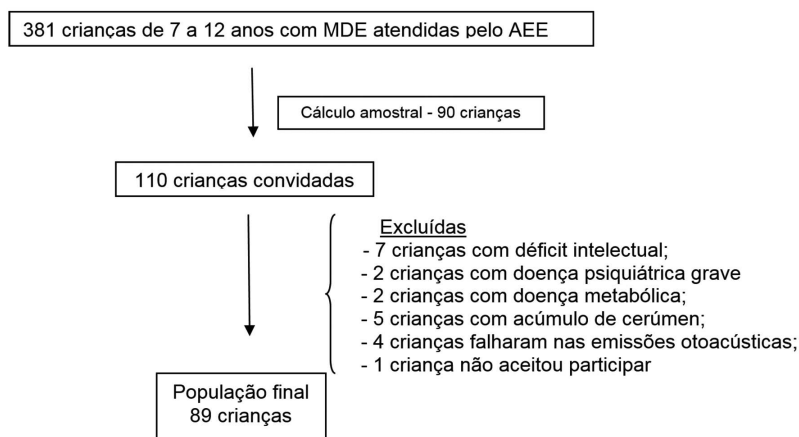 381 crianças de 7 a 12 anos com MDE atendidas pelo AEE
Cálculo amostral - 90 crianças
110 crianças convidadas
Excluídas
- 7 crianças com déficit intelectual;
- 2 crianças com doença psiquiátrica grave
- 2 crianças com doença metabólica;
- 5 crianças com acúmulo de cerúmen;
- 4 crianças falharam nas emissões otoacústicas;
- 1 criança não aceitou participar
População final
89 crianças